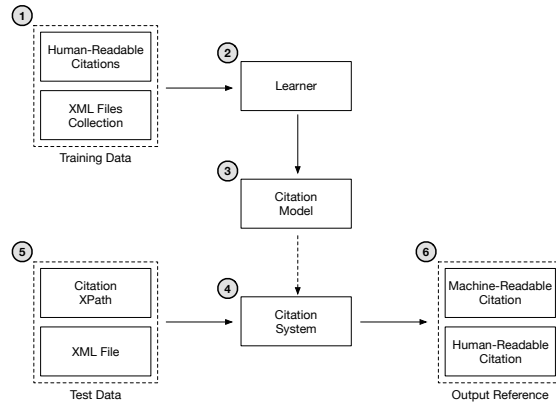 1
Human-Readable
Citations
XML Files
Collection
Training Data
2
Learner
3
Citation
Model
5
Citation
XPath
XML File
Test Data
4
Citation
System
6
Machine-Readable
Citation
Human-Readable
Citation
Output Reference